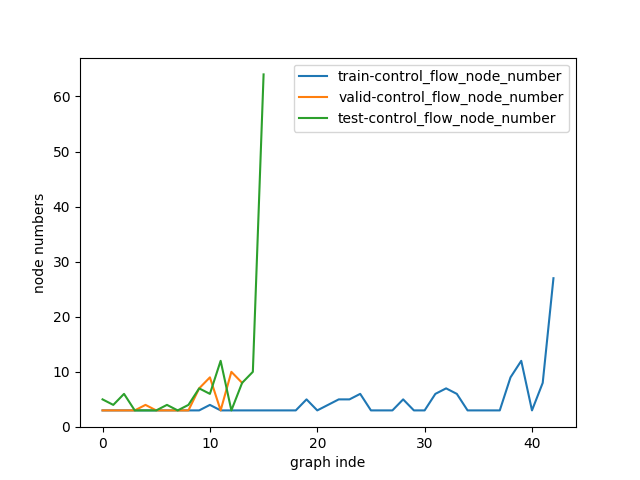 train-control_flow_node_number
valid-control_flow_node_number
test-control_flow_node_number
node numbers
60
50
40
30
20
10
0
0 10 20 30 40
graph inde